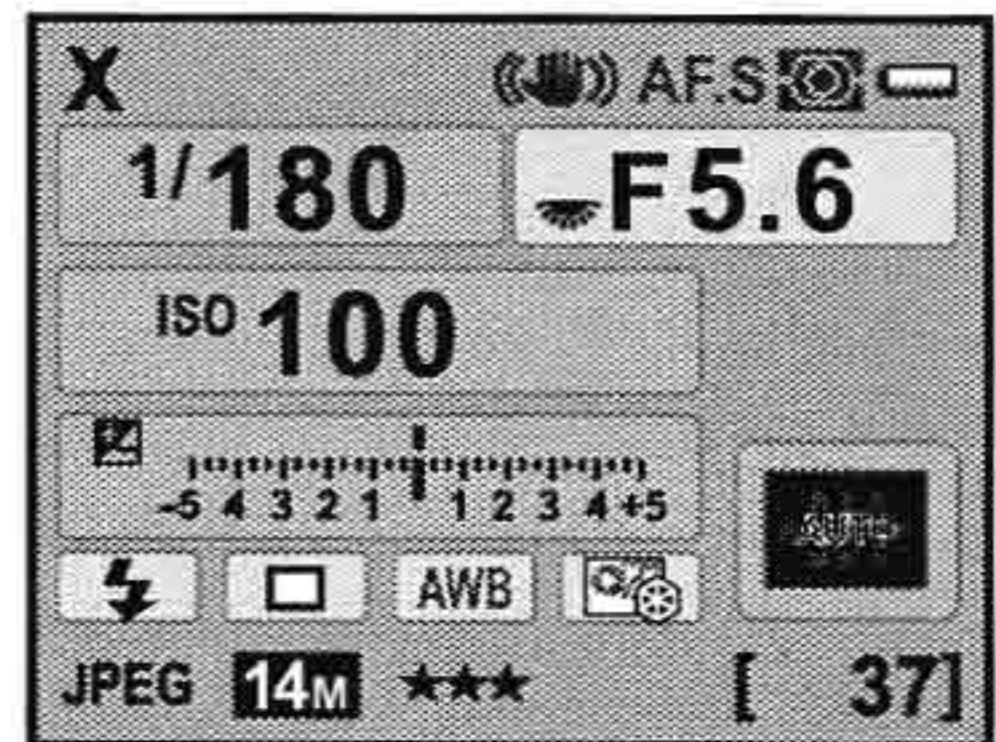 X AF.S
1/180 F5.6
ISO 100
-5 4 3 2 1 1 2 3 4 +5
AUTO
AWB
JPEG 14M ★★★ [ 37]